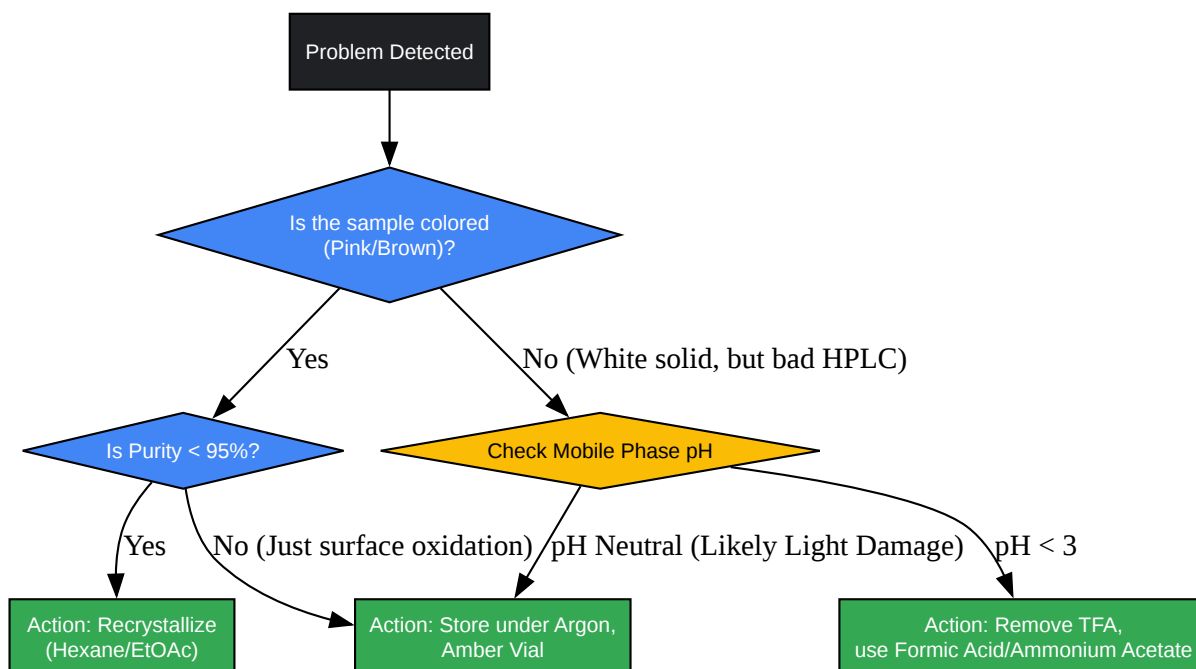 Problem Detected
Is the sample colored
(Pink/Brown)?
Yes
No (White solid, but bad HPLC)
Is Purity < 95%?
Check Mobile Phase pH
Yes
No (Just surface oxidation)
pH Neutral (Likely Light Damage)
pH < 3
Action: Recrystallize
(Hexane/EtOAc)
Action: Store under Argon,
Amber Vial
Action: Remove TFA,
use Formic Acid/Ammonium Acetate